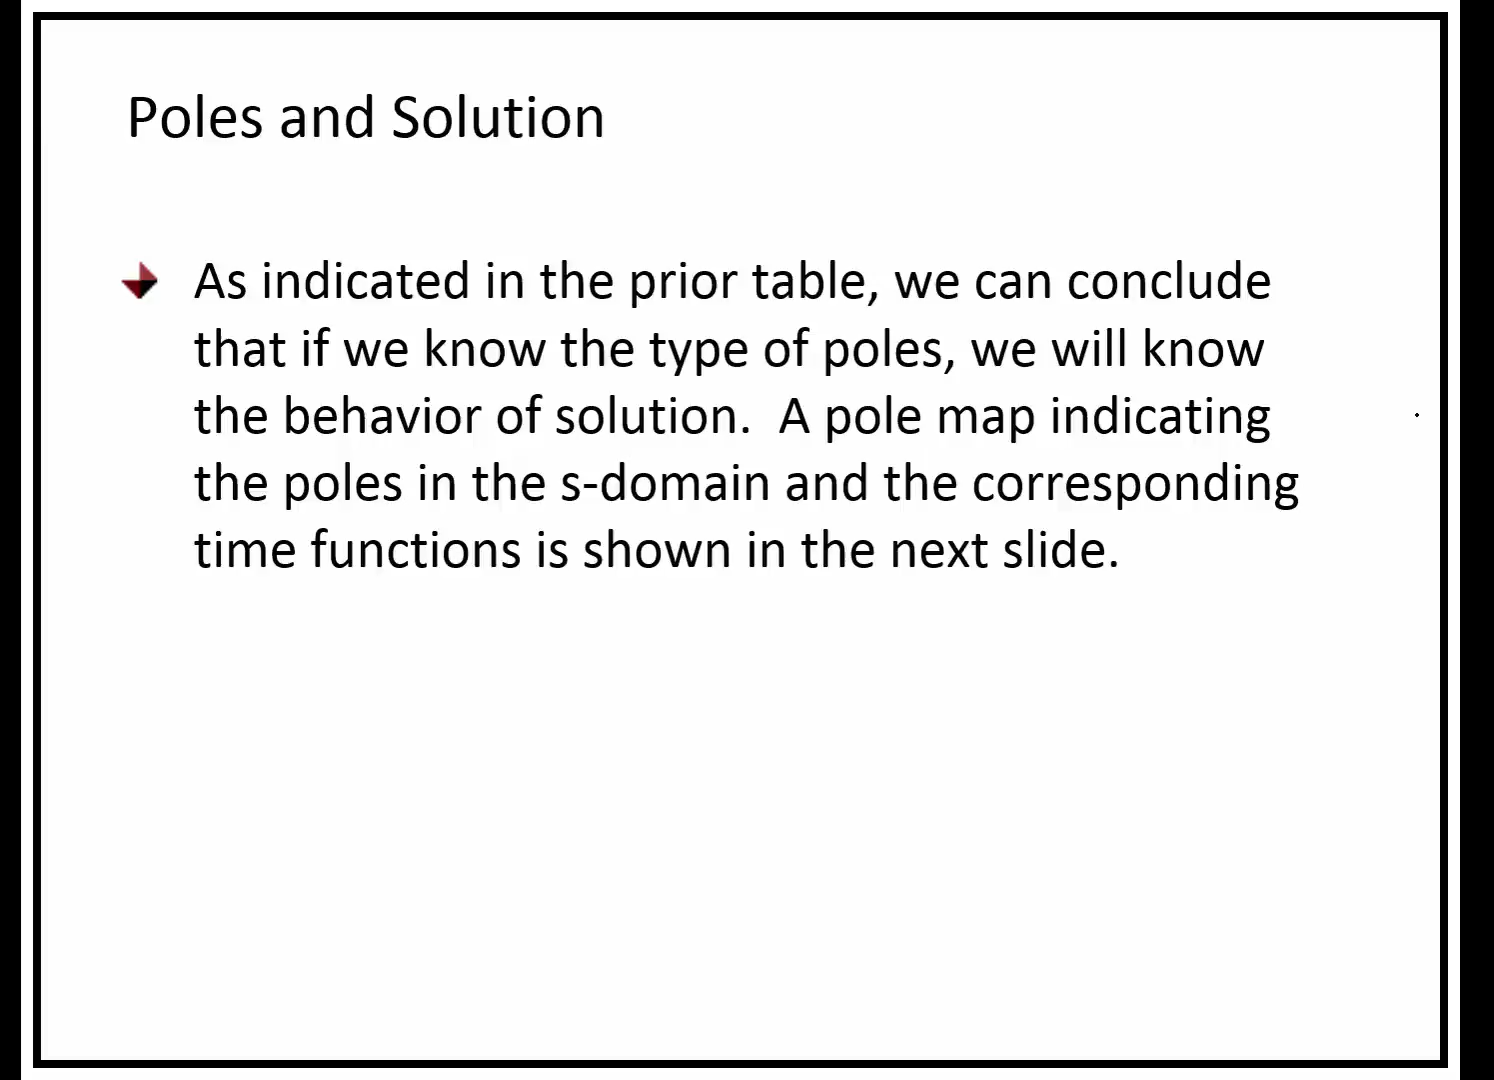 Poles and Solution
As indicated in the prior table, we can conclude
that if we know the type of poles, we will know
the behavior of solution.  A pole map indicating
the poles in the s-domain and the corresponding
time functions is shown in the next slide.